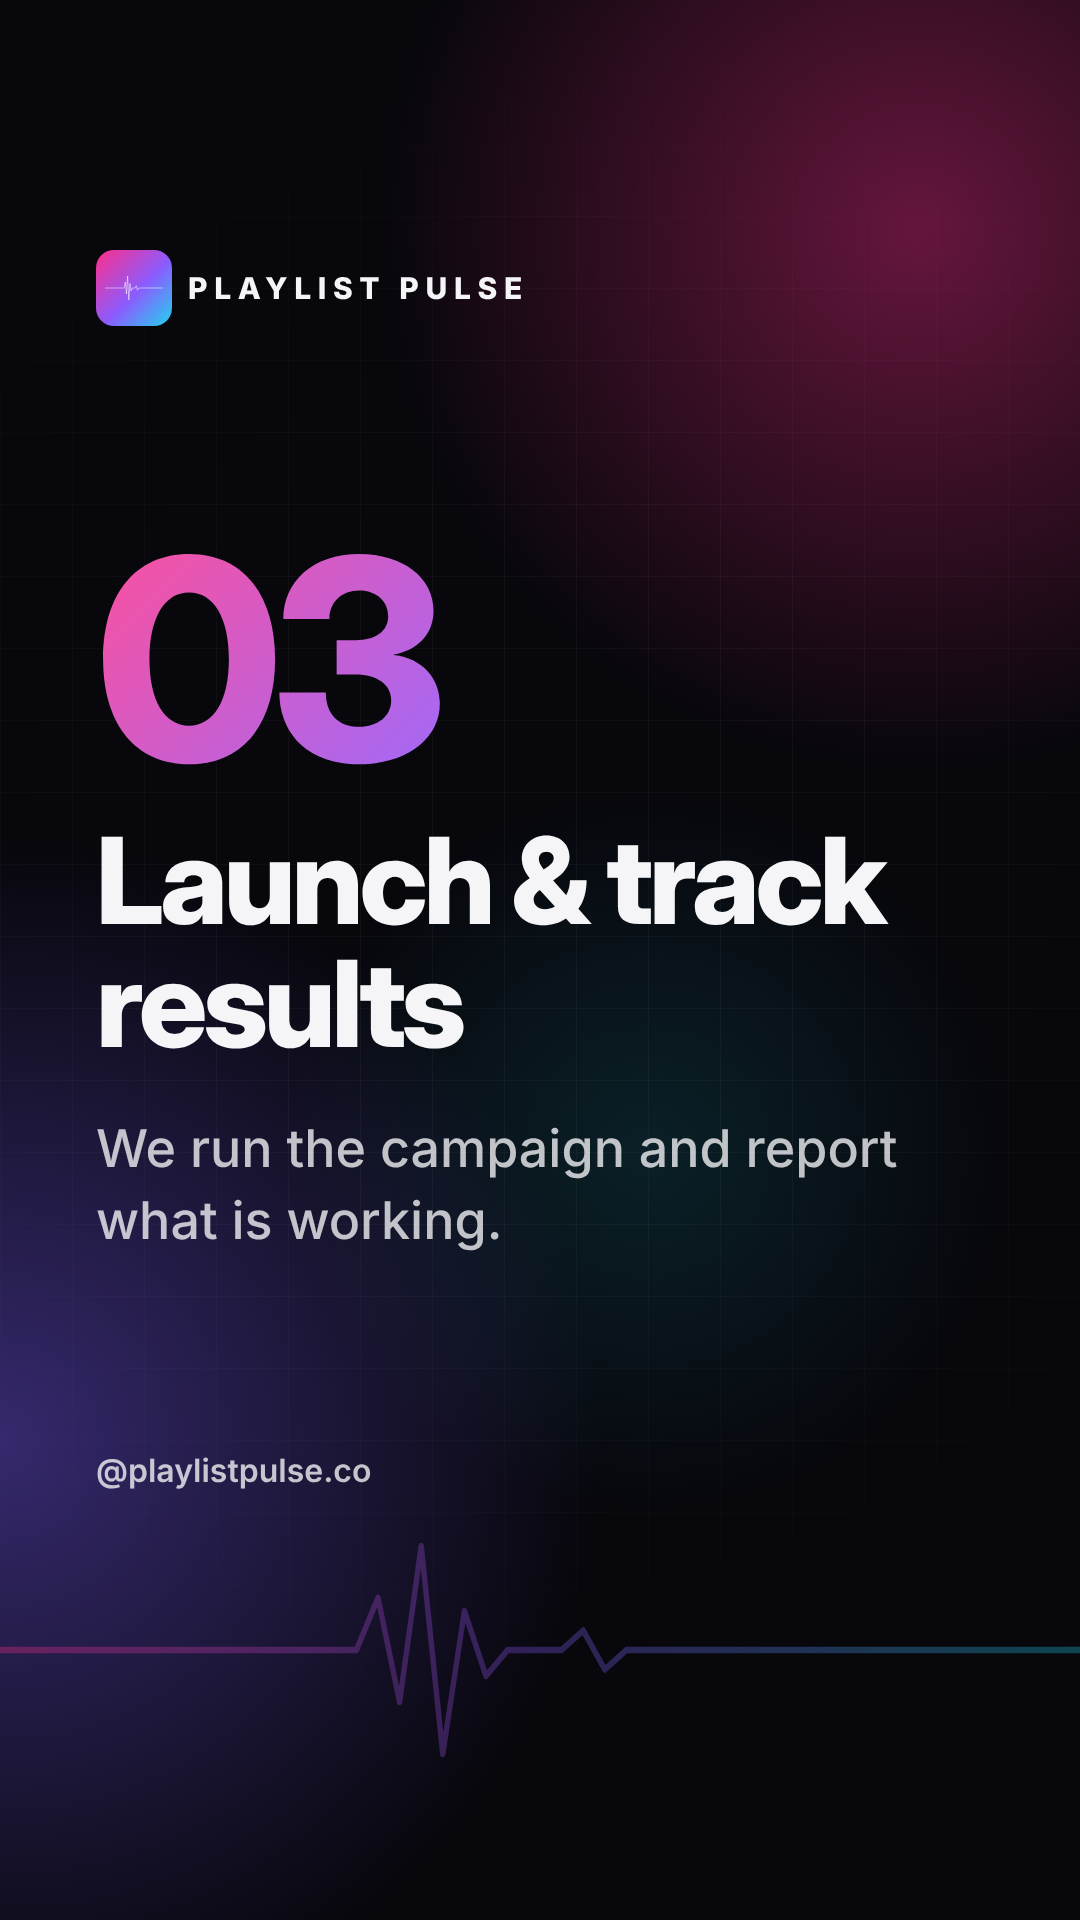 PLAYLIST PULSE
03
Launch & track
results
We run the campaign and report
what is working.
@playlistpulse.co